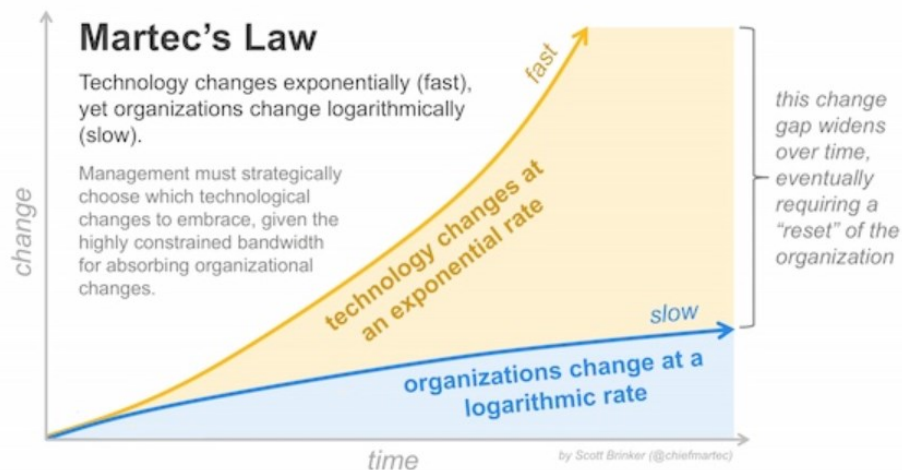 Martec's Law
Technology changes exponentially (fast),
yet organizations change logarithmically
(slow).
Management must strategically
choose which technological
changes to embrace, given the
highly constrained bandwidth
for absorbing organizational
changes.
change
fast
technology changes at
an exponential rate
this change
gap widens
over time,
eventually
requiring a
"reset" of the
organization
slow
organizations change at a
logarithmic rate
time
by Scott Brinker (@chiefmartec)